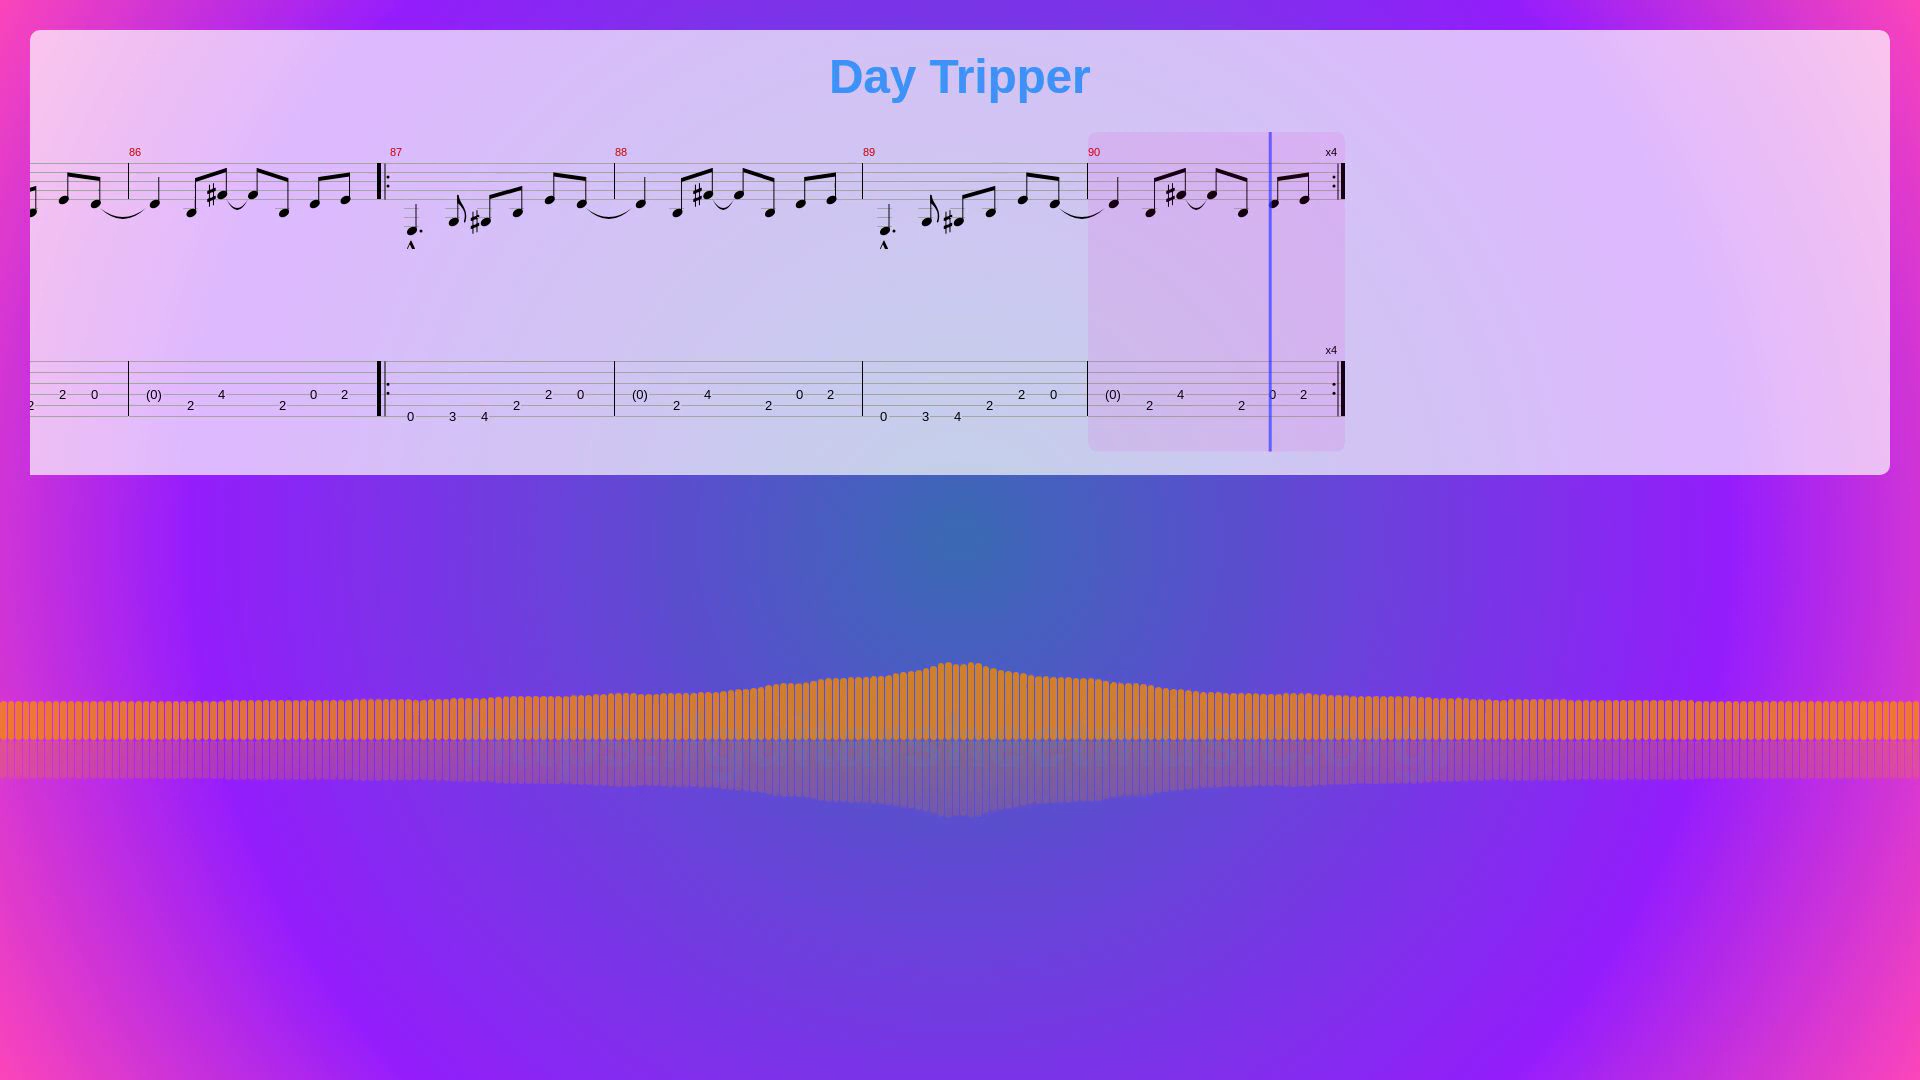 Day Tripper
86 87 88 89 90 x4
x4
2 0 (0) 4 0 2 2 0 (0) 4 0 2 2 0 (0) 4 0 2
2 2 2 2 2 2 2 2 2
0 3 4 0 3 4